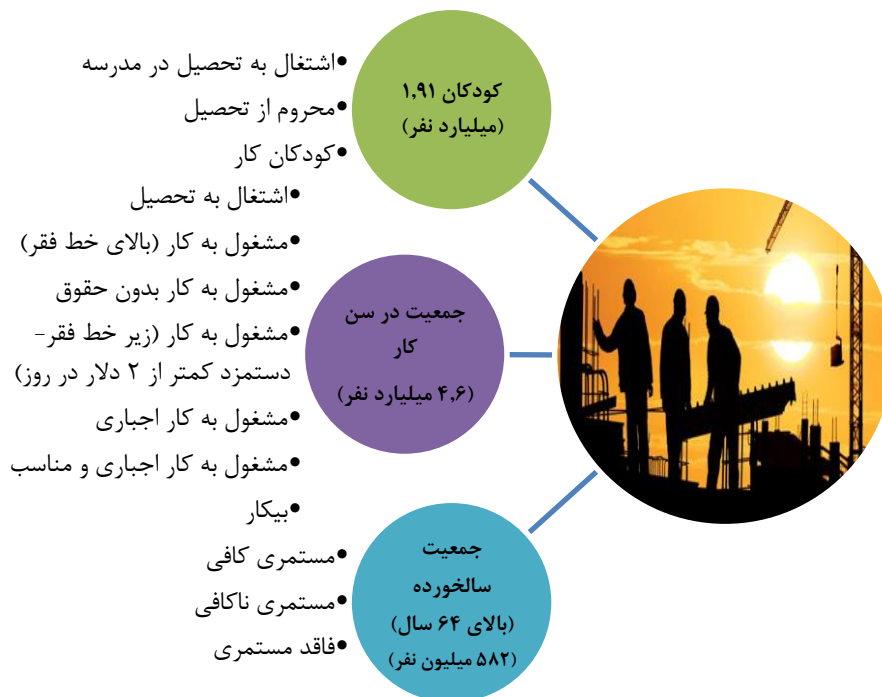 کودکان ۱,۹۱
(میلیارد نفر)
•اشتغال به تحصیل در مدرسه
•محروم از تحصیل
•کودکان کار
جمعیت در سن
کار
(۴,۶ میلیارد نفر)
•اشتغال به تحصیل
•مشغول به کار (بالای خط فقر)
•مشغول به کار بدون حقوق
•مشغول به کار (زیر خط فقر-
دستمزد کمتر از ۲ دلار در روز)
•مشغول به کار اجباری
•مشغول به کار اجباری و مناسب
•بیکار
جمعیت
سالخورده
(بالای ۶۴ سال)
(۵۸۲ میلیون نفر)
•مستمری کافی
•مستمری ناکافی
•فاقد مستمری